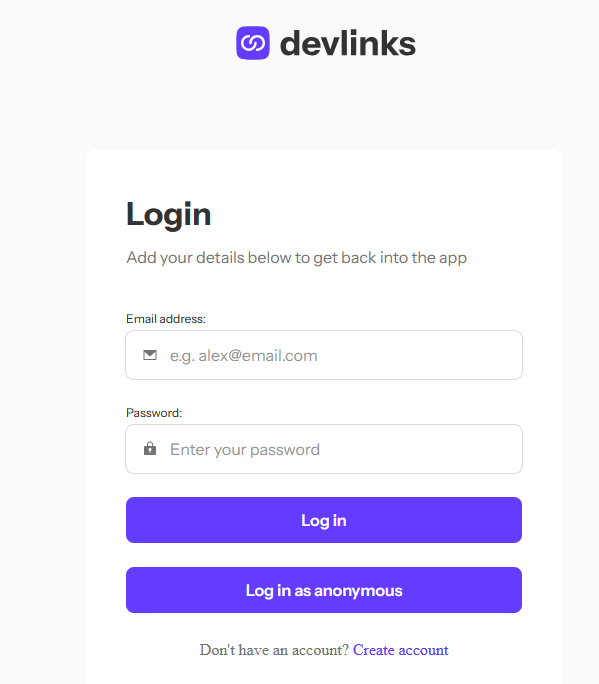 devlinks
Login
Add your details below to get back into the app
Email address:
e.g. alex@email.com
Password:
Enter your password
Log in
Log in as anonymous
Don't have an account? Create account